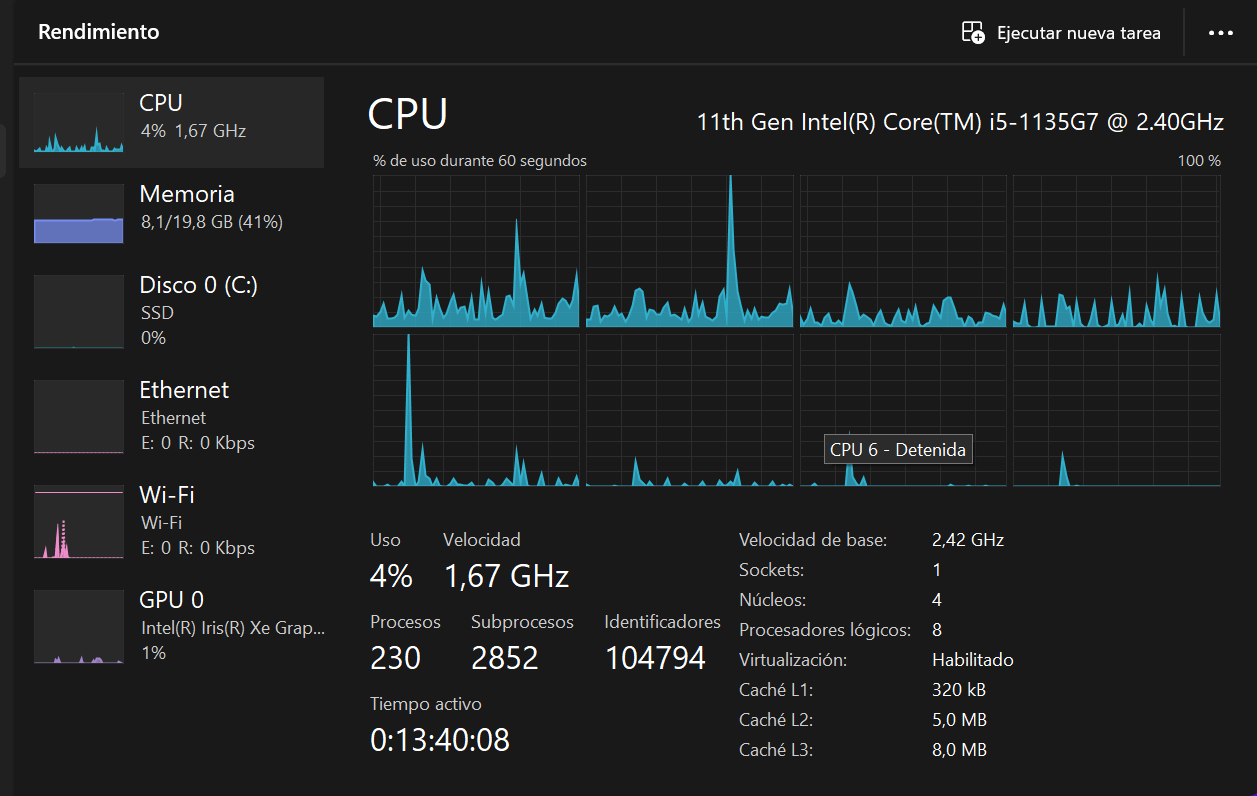 Rendimiento
Ejecutar nueva tarea
CPU
4% 1,67 GHz
Memoria
8,1/19,8 GB (41%)
Disco 0 (C:)
SSD
0%
Ethernet
Ethernet
E: 0 R: 0 Kbps
Wi-Fi
Wi-Fi
E: 0 R: 0 Kbps
GPU 0
Intel(R) Iris(R) Xe Grap...
1%
CPU
11th Gen Intel(R) Core(TM) i5-1135G7 @ 2.40GHz
% de uso durante 60 segundos
100 %
CPU 6 - Detenida
Uso
Velocidad
4%
1,67 GHz
Procesos
Subprocesos
Identificadores
230
2852
104794
Tiempo activo
0:13:40:08
Velocidad de base: 2,42 GHz
Sockets: 1
Núcleos: 4
Procesadores lógicos: 8
Virtualización: Habilitado
Caché L1: 320 kB
Caché L2: 5,0 MB
Caché L3: 8,0 MB